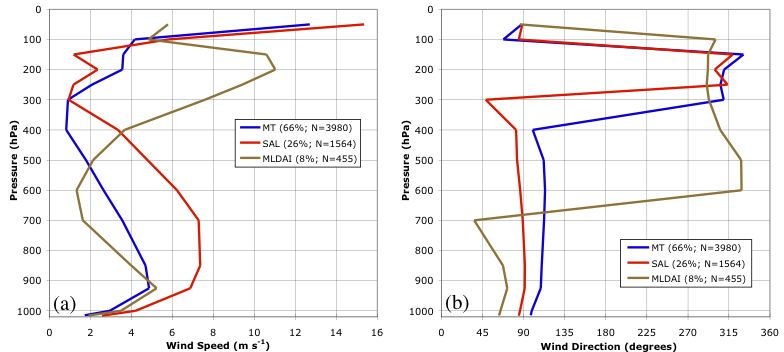 0
100
200
300
400
500
600
700
800
900
1000
Pressure (hPa)
MT (66%; N=3980)
SAL (26%; N=1564)
MLDAI (8%; N=455)
(a)
0 2 4 6 8 10 12 14 16
Wind Speed (m s-1)
0
100
200
300
400
500
600
700
800
900
1000
Pressure (hPa)
MT (66%; N=3980)
SAL (26%; N=1564)
MLDAI (8%; N=455)
(b)
0 45 90 135 180 225 270 315 360
Wind Direction (degrees)